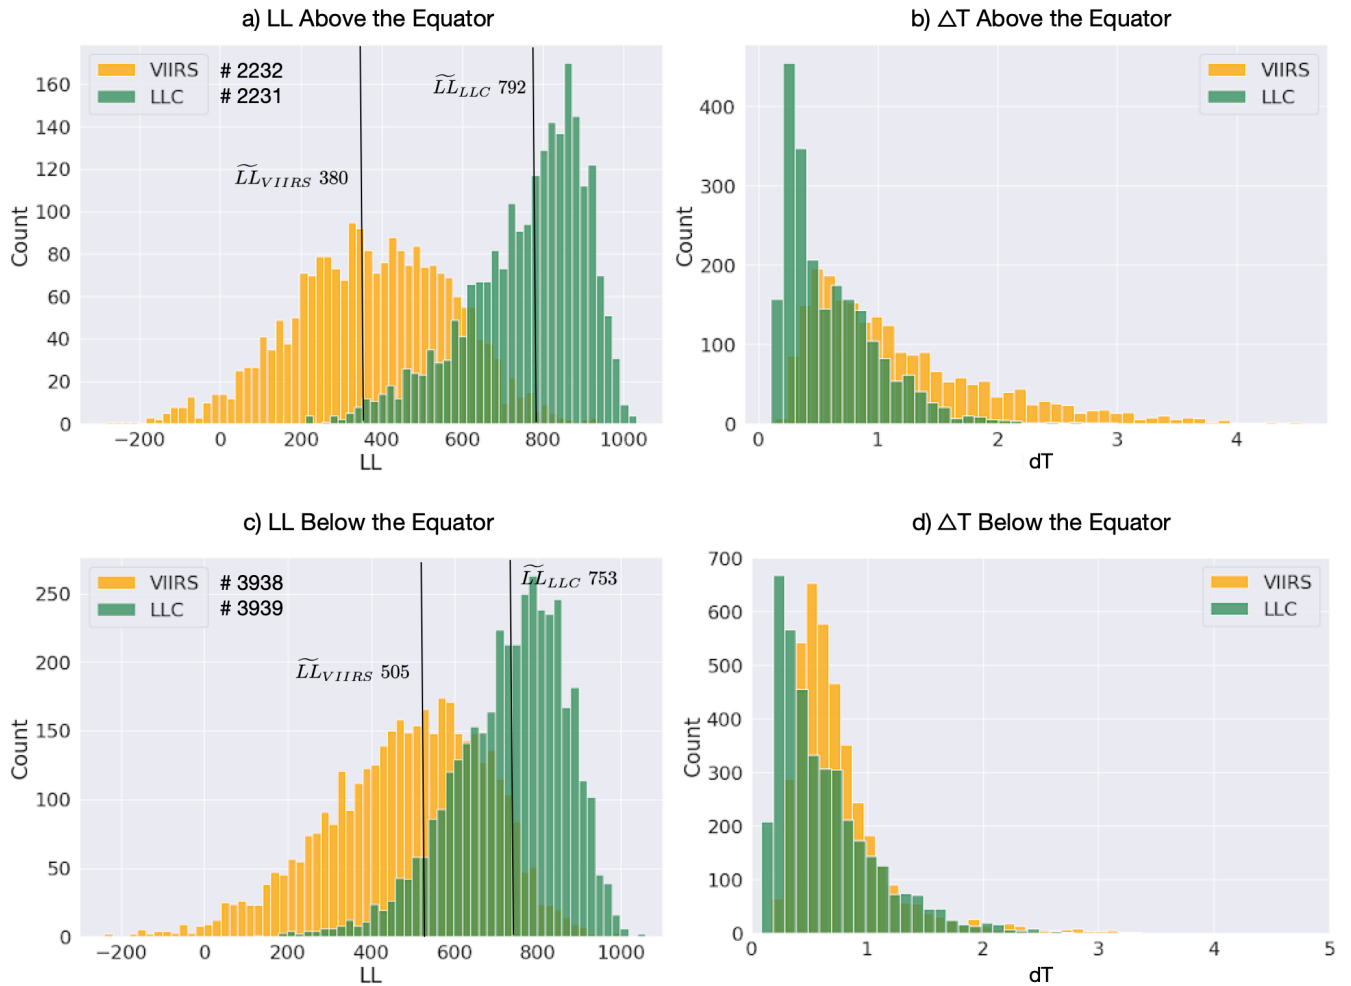 a) LL Above the Equator
VIIRS # 2232
LLC # 2231
L̃L_LLC 792
L̃L_VIIRS 380
160
140
120
100
80
60
40
20
0
Count
−200 0 200 400 600 800 1000
LL
b) △T Above the Equator
VIIRS
LLC
400
300
200
100
0
Count
0 1 2 3 4
dT
c) LL Below the Equator
VIIRS # 3938
LLC # 3939
L̃L_LLC 753
L̃L_VIIRS 505
250
200
150
100
50
0
Count
−200 0 200 400 600 800 1000
LL
d) △T Below the Equator
VIIRS
LLC
700
600
500
400
300
200
100
0
Count
0 1 2 3 4 5
dT